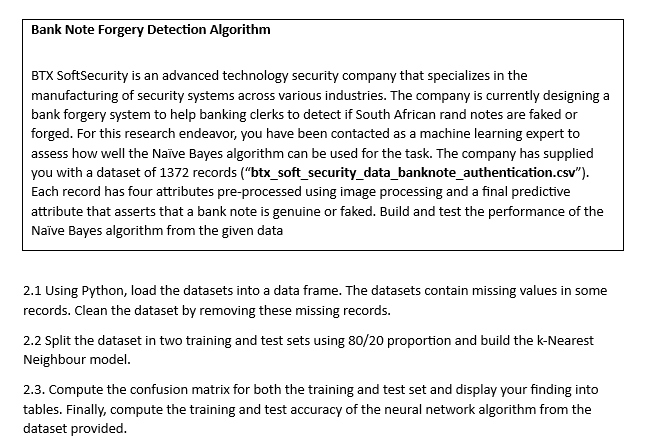 Bank Note Forgery Detection Algorithm
BTX SoftSecurity is an advanced technology security company that specializes in the
manufacturing of security systems across various industries. The company is currently designing a
bank forgery system to help banking clerks to detect if South African rand notes are faked or
forged. For this research endeavor, you have been contacted as a machine learning expert to
assess how well the Naïve Bayes algorithm can be used for the task. The company has supplied
you with a dataset of 1372 records ("btx_soft_security_data_banknote_authentication.csv").
Each record has four attributes pre-processed using image processing and a final predictive
attribute that asserts that a bank note is genuine or faked. Build and test the performance of the
Naïve Bayes algorithm from the given data
2.1 Using Python, load the datasets into a data frame. The datasets contain missing values in some
records. Clean the dataset by removing these missing records.
2.2 Split the dataset in two training and test sets using 80/20 proportion and build the k-Nearest
Neighbour model.
2.3. Compute the confusion matrix for both the training and test set and display your finding into
tables. Finally, compute the training and test accuracy of the neural network algorithm from the
dataset provided.